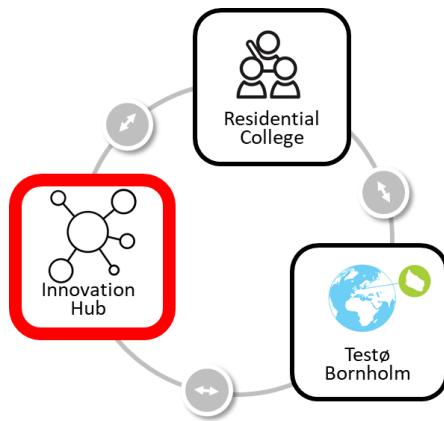 Residential
College
Innovation
Hub
Testø
Bornholm